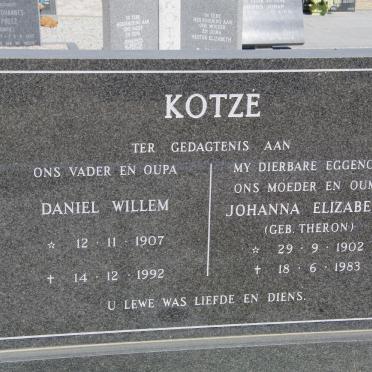 KOTZÉ
TER GEDAGTENIS AAN
ONS VADER EN OUPA
DANIEL WILLEM
☆ 12 · 11 · 1907
✝ 14 · 12 · 1992
MY DIERBARE EGGENO
ONS MOEDER EN OUM
JOHANNA ELIZABE
(GEB. THERON)
☆ 29 · 9 · 1902
✝ 18 · 6 · 1983
U LEWE WAS LIEFDE EN DIENS.